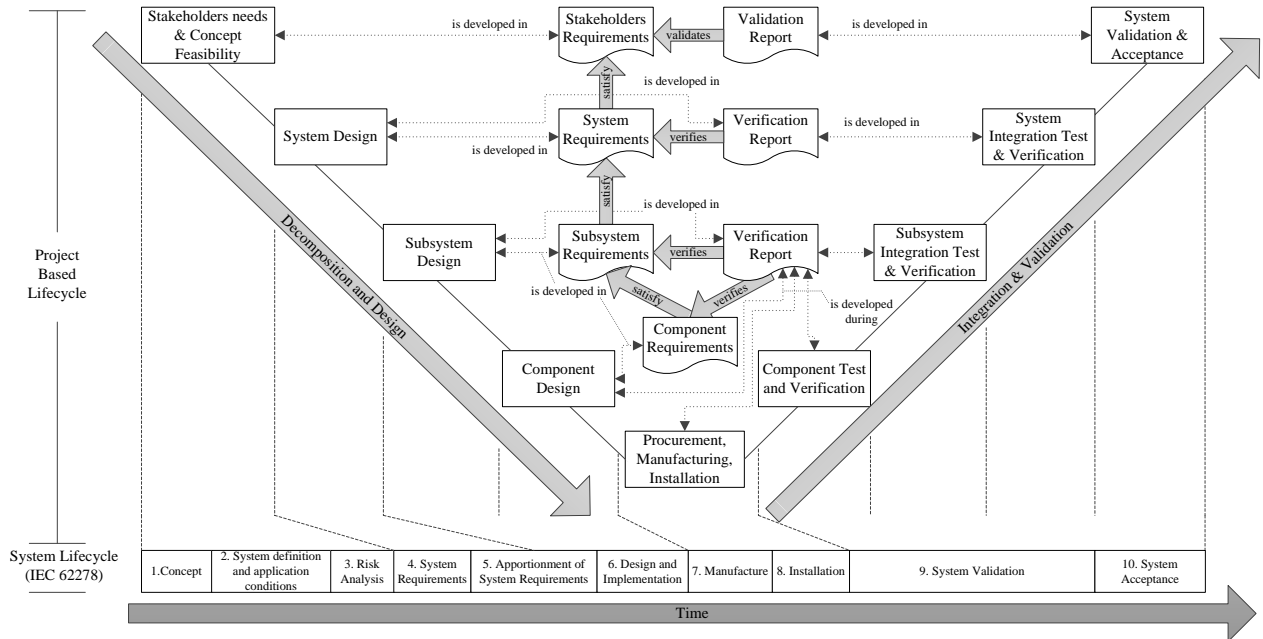 Stakeholders needs
& Concept
Feasibility
is developed in
Stakeholders
Requirements
validates
Validation
Report
is developed in
System
Validation &
Acceptance
satisfy
is developed in
System Design
is developed in
System
Requirements
verifies
Verification
Report
is developed in
System
Integration Test
& Verification
satisfy
is developed in
Decomposition and Design
Subsystem
Design
is developed in
Subsystem
Requirements
verifies
Verification
Report
Subsystem
Integration Test
& Verification
Integration & Validation
satisfy
verifies
is developed
during
Component
Requirements
Component
Design
Component Test
and Verification
Procurement,
Manufacturing,
Installation
Project
Based
Lifecycle
System Lifecycle
(IEC 62278)
1.Concept
2. System definition
and application
conditions
3. Risk
Analysis
4. System
Requirements
5. Apportionment of
System Requirements
6. Design and
Implementation
7. Manufacture
8. Installation
9. System Validation
10. System
Acceptance
Time